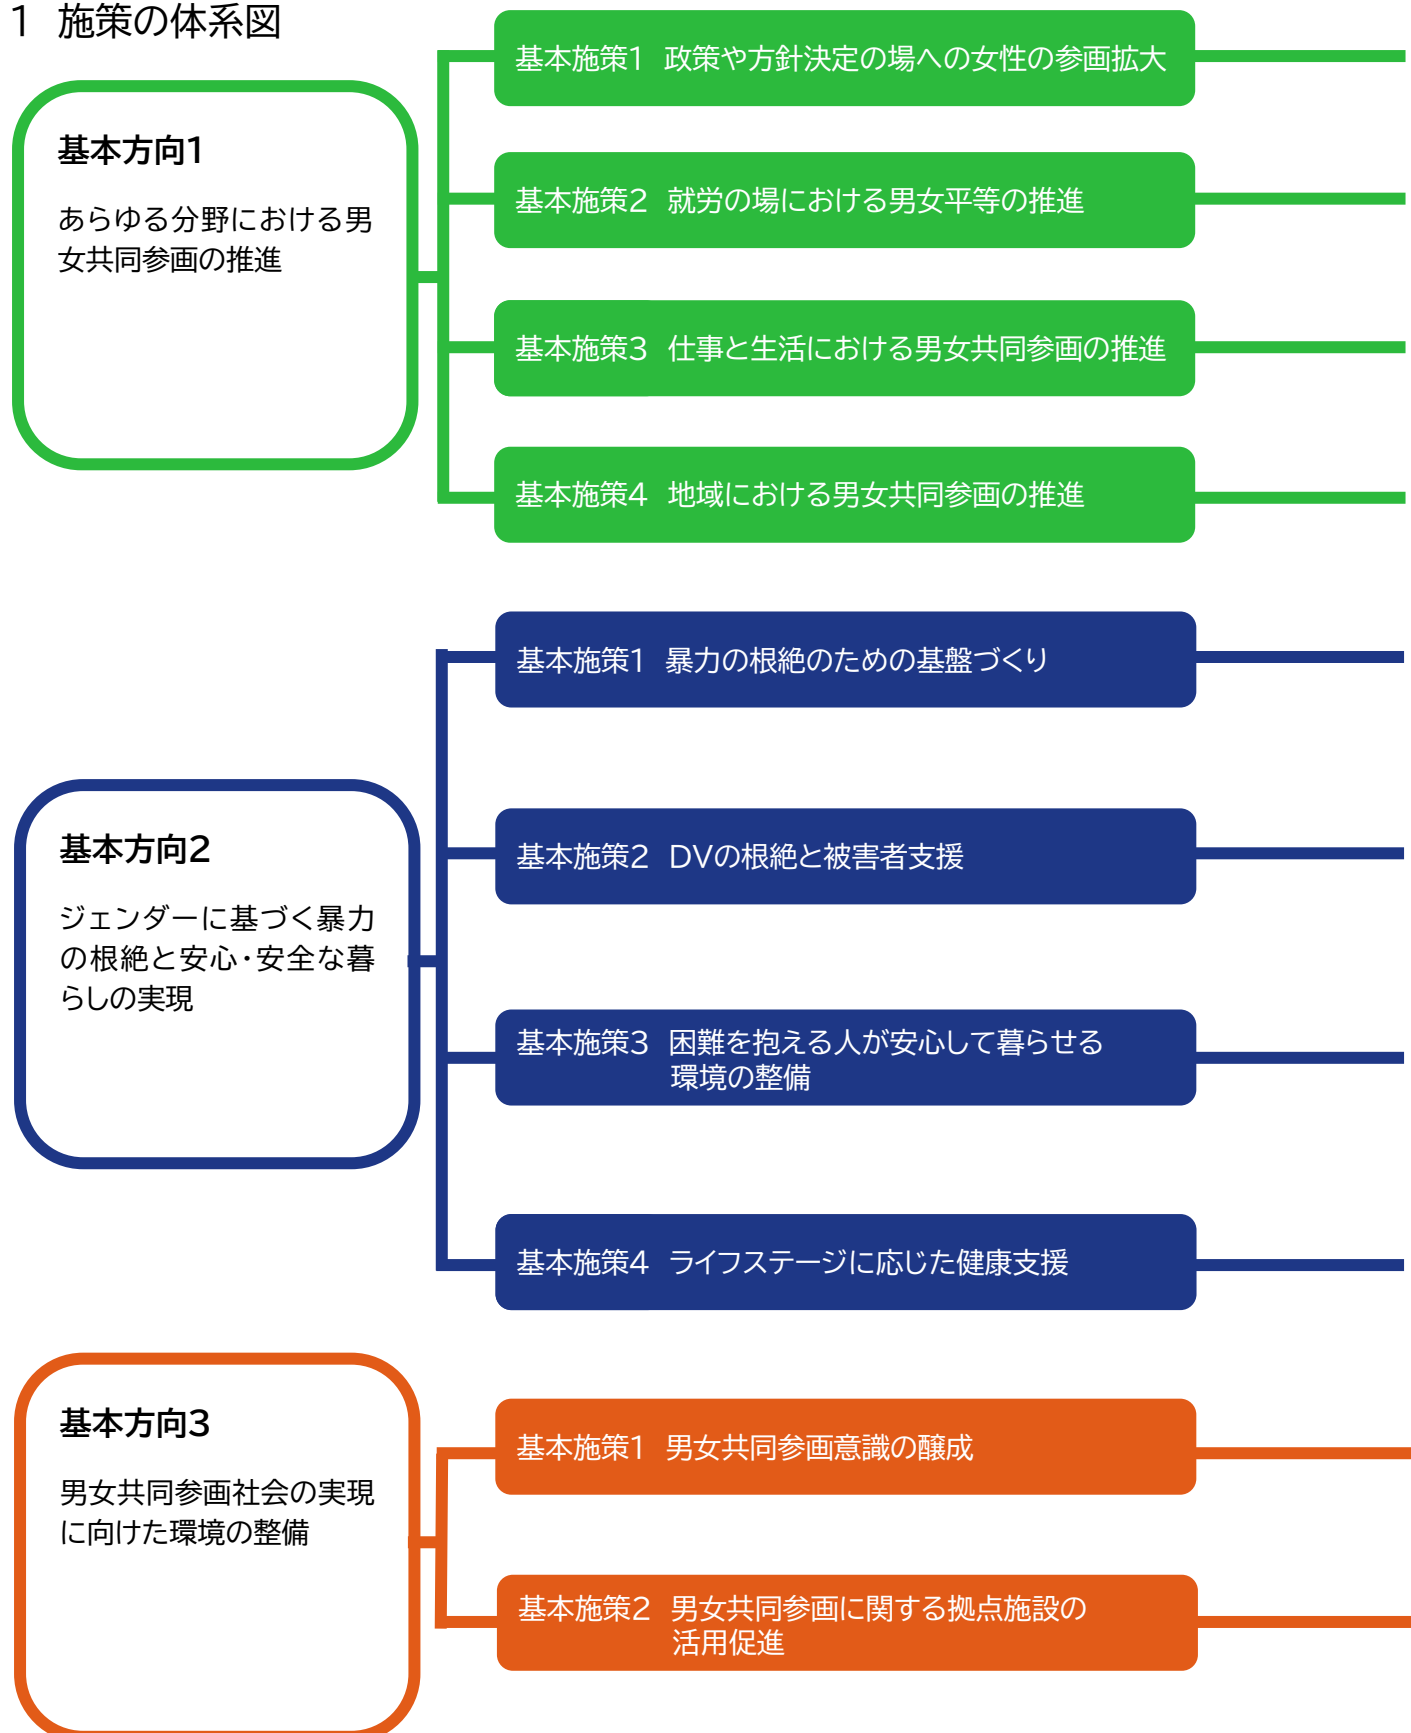 1 施策の体系図
基本方向1
あらゆる分野における男
女共同参画の推進
基本施策1 政策や方針決定の場への女性の参画拡大
基本施策2 就労の場における男女平等の推進
基本施策3 仕事と生活における男女共同参画の推進
基本施策4 地域における男女共同参画の推進
基本方向2
ジェンダーに基づく暴力
の根絶と安心・安全な暮
らしの実現
基本施策1 暴力の根絶のための基盤づくり
基本施策2 DVの根絶と被害者支援
基本施策3 困難を抱える人が安心して暮らせる
環境の整備
基本施策4 ライフステージに応じた健康支援
基本方向3
男女共同参画社会の実現
に向けた環境の整備
基本施策1 男女共同参画意識の醸成
基本施策2 男女共同参画に関する拠点施設の
活用促進